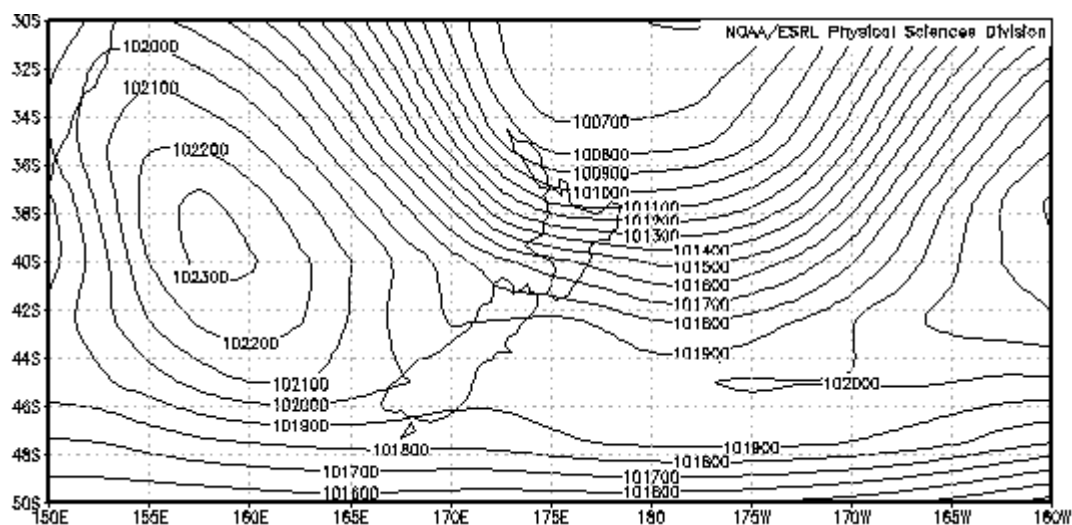 30S
NOAA/ESRL Physical Sciences Division
102000
32S
102100
34S
100700
102200
100800
36S
100900
101000
101100
38S
101200
101300
101400
40S
101500
102300
101600
101700
42S
101800
102200
101900
44S
102100
102000
102000
46S
101900
101800
101900
48S
101800
101700
101700
101600
101600
50S
150E 155E 160E 165E 170E 175E 180 175W 170W 165W 160W